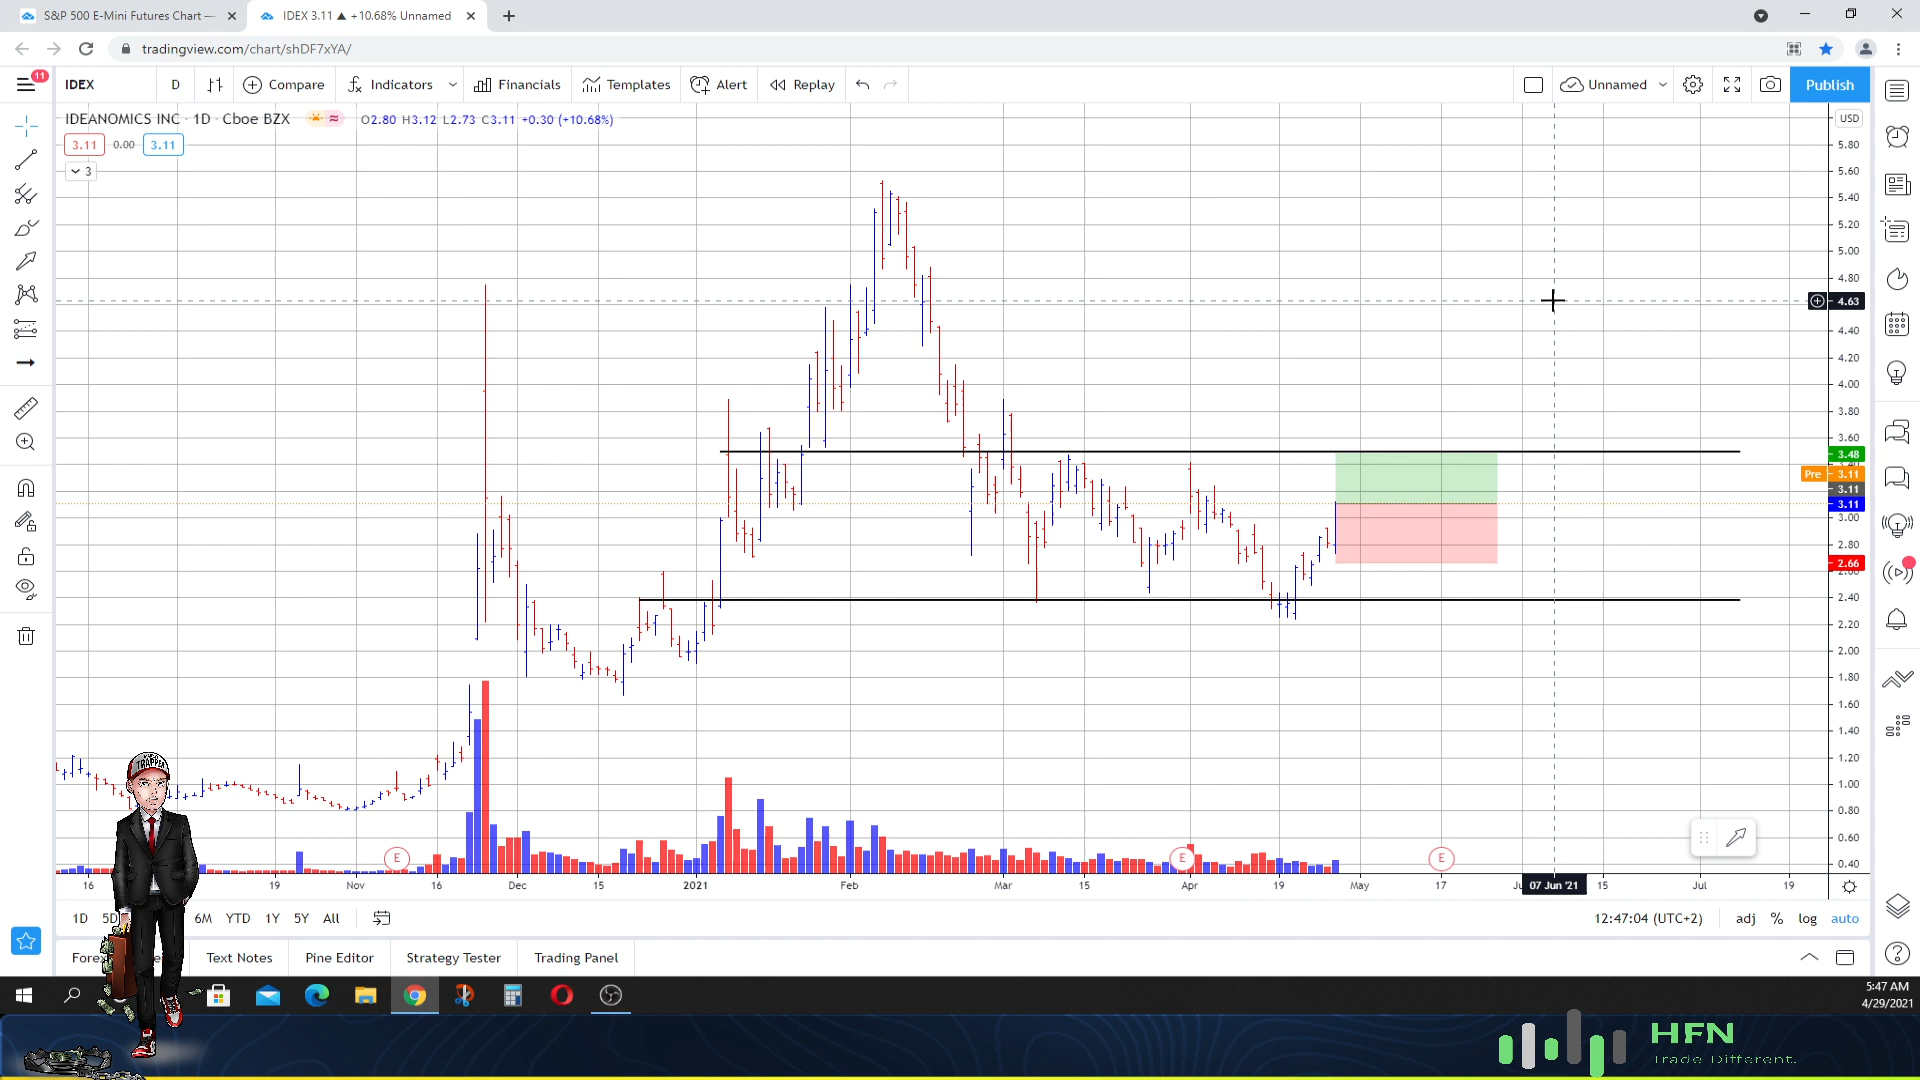 S&P 500 E-Mini Futures Chart —
IDEX 3.11 ▲ +10.68% Unnamed
tradingview.com/chart/shDF7xYA/
11
IDEX
D
Compare
Indicators
Financials
Templates
Alert
Replay
Unnamed
Publish
IDEANOMICS INC · 1D · Cboe BZX
O2.80 H3.12 L2.73 C3.11 +0.30 (+10.68%)
USD
3.11
0.00
3.11
3
5.80
5.60
5.40
5.20
5.00
4.80
4.63
4.40
4.20
4.00
3.80
3.60
3.48
Pre
3.11
3.11
3.11
3.00
2.80
2.66
2.40
2.20
2.00
1.80
1.60
1.40
1.20
1.00
0.80
0.60
0.40
TRAPPER
E
E
E
16
19
Nov
16
Dec
15
2021
Feb
Mar
15
Apr
19
May
17
07 Jun '21
15
Jul
19
1D
5D
6M
YTD
1Y
5Y
All
12:47:04 (UTC+2)
adj
%
log
auto
Text Notes
Pine Editor
Strategy Tester
Trading Panel
5:47 AM
4/29/2021
HFN
Trade Different.